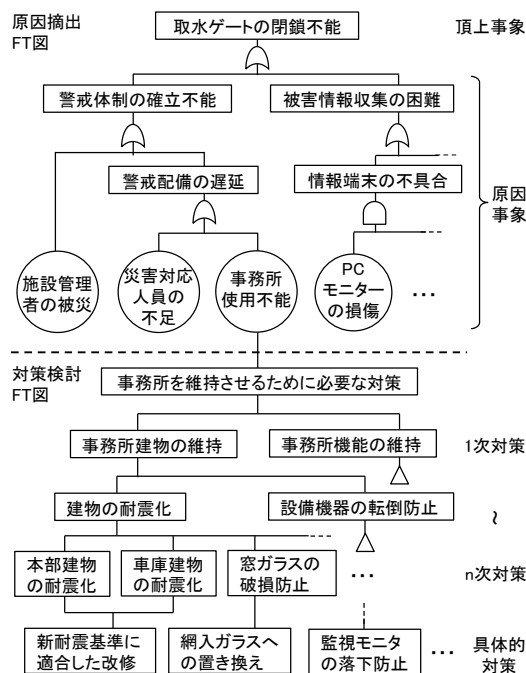 原因摘出
FT図
取水ゲートの閉鎖不能
頂上事象
警戒体制の確立不能
被害情報収集の困難
警戒配備の遅延
情報端末の不具合
原因
事象
施設管理
者の被災
災害対応
人員の
不足
事務所
使用不能
PC
モニター
の損傷
…
対策検討
FT図
事務所を維持させるために必要な対策
事務所建物の維持
事務所機能の維持
1次対策
建物の耐震化
設備機器の転倒防止
～
本部建物
の耐震化
車庫建物
の耐震化
窓ガラスの
破損防止
…
n次対策
新耐震基準に
適合した改修
網入ガラスへ
の置き換え
監視モニタ
の落下防止
…
具体的
対策